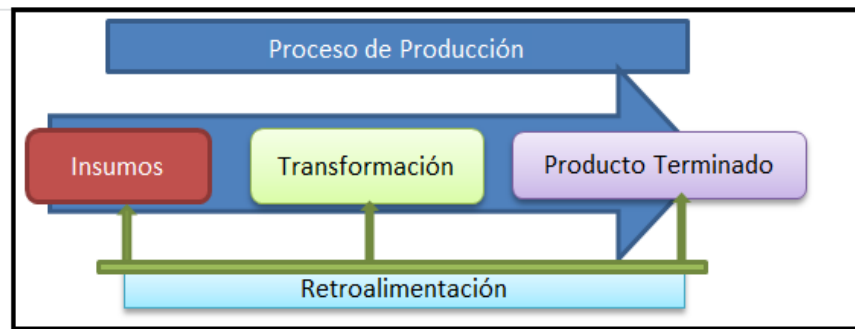 Proceso de Producción
Insumos
Transformación
Producto Terminado
Retroalimentación